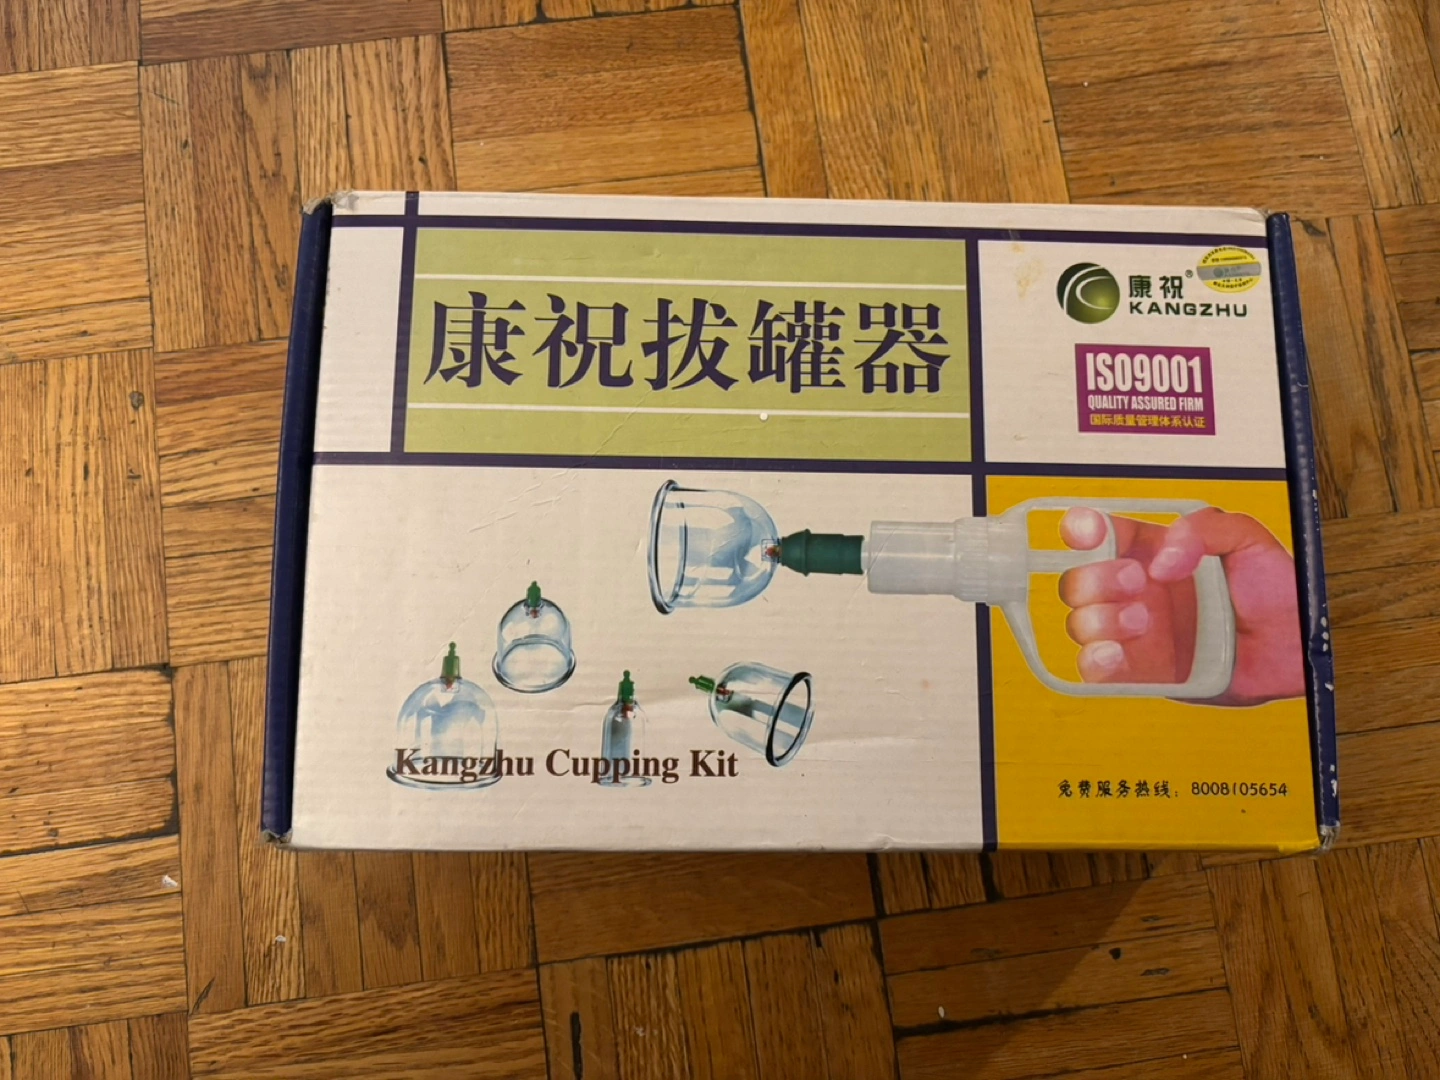 康祝拔罐器
康祝®
KANGZHU
ISO9001
QUALITY ASSURED FIRM
国际质量管理体系认证
Kangzhu Cupping Kit
免费服务热线：8008105654